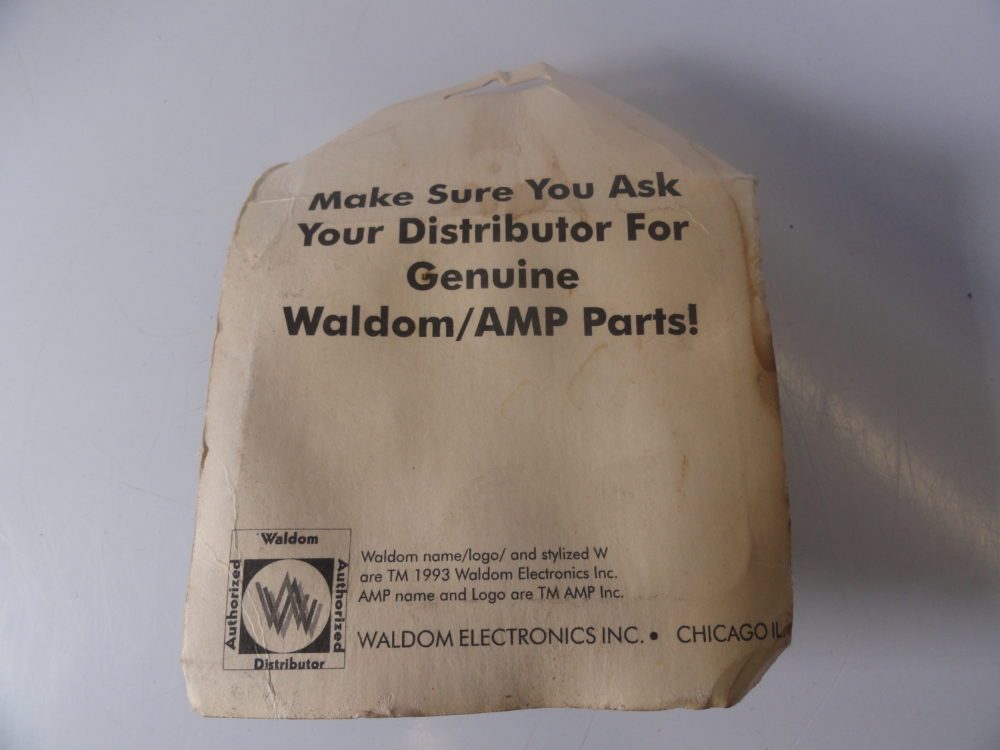 Make Sure You Ask
Your Distributor For
Genuine
Waldom/AMP Parts!
Waldom
Authorized
Authorized
Distributor
Waldom name/logo/ and stylized W
are TM 1993 Waldom Electronics Inc.
AMP name and Logo are TM AMP Inc.
WALDOM ELECTRONICS INC. • CHICAGO IL